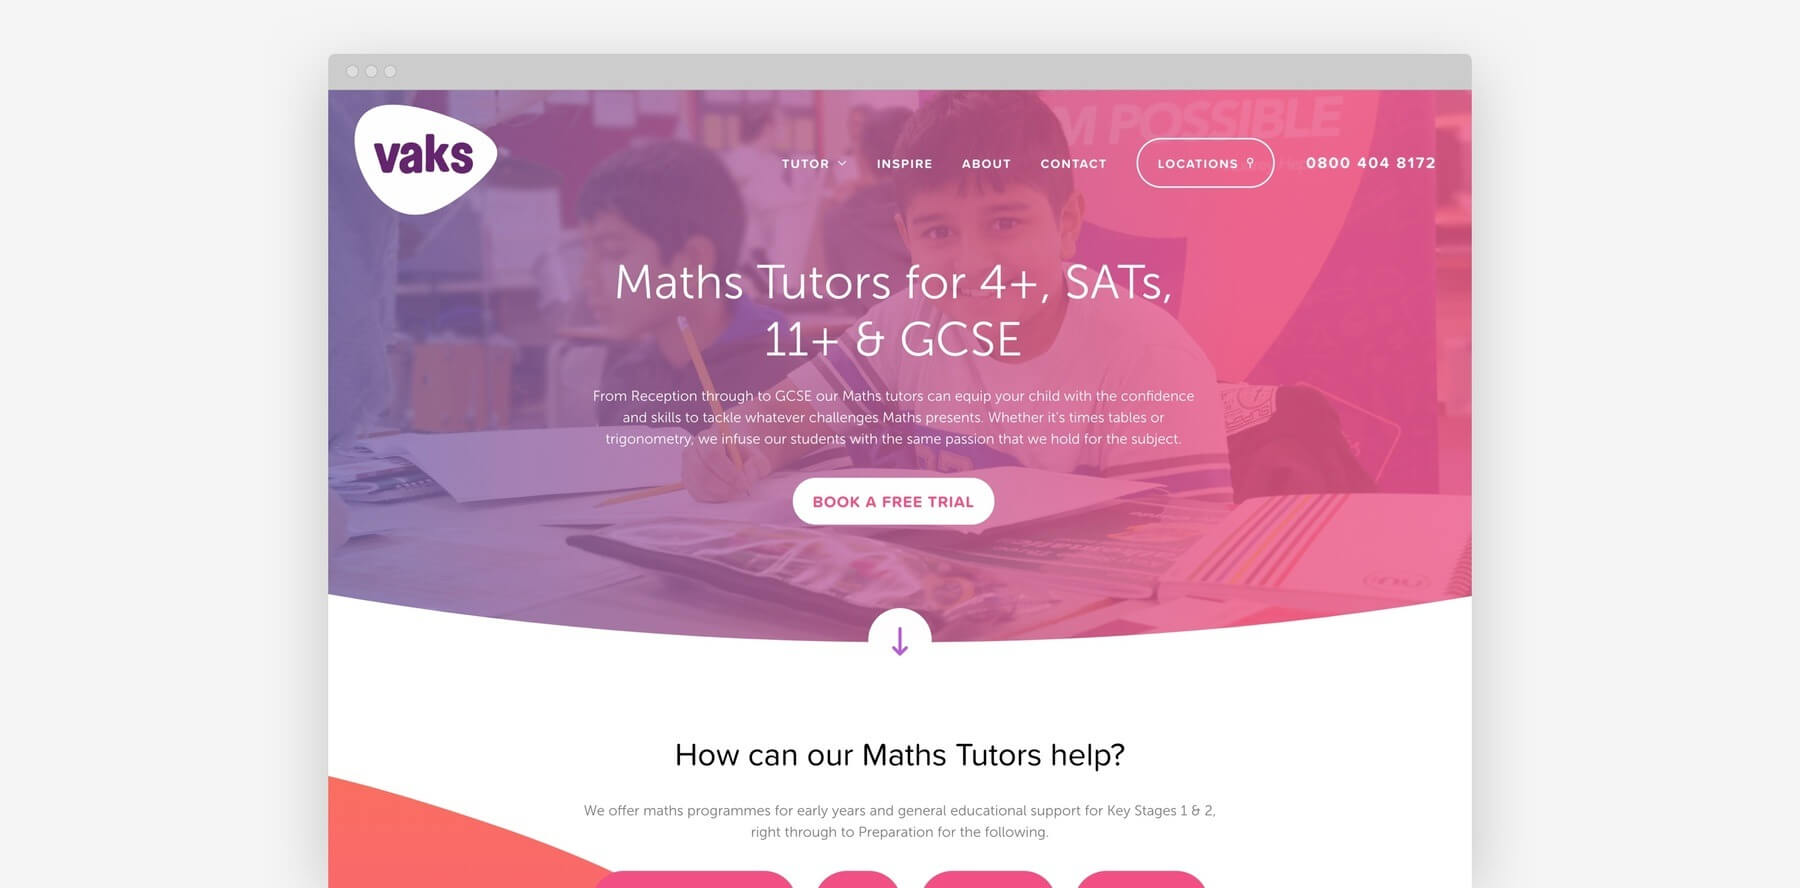 vaks
TUTOR
INSPIRE
ABOUT
CONTACT
LOCATIONS
0800 404 8172
M POSSIBLE
Maths Tutors for 4+, SATs,
11+ & GCSE
From Reception through to GCSE our Maths tutors can equip your child with the confidence
and skills to tackle whatever challenges Maths presents. Whether it's times tables or
trigonometry, we infuse our students with the same passion that we hold for the subject.
BOOK A FREE TRIAL
How can our Maths Tutors help?
We offer maths programmes for early years and general educational support for Key Stages 1 & 2,
right through to Preparation for the following.